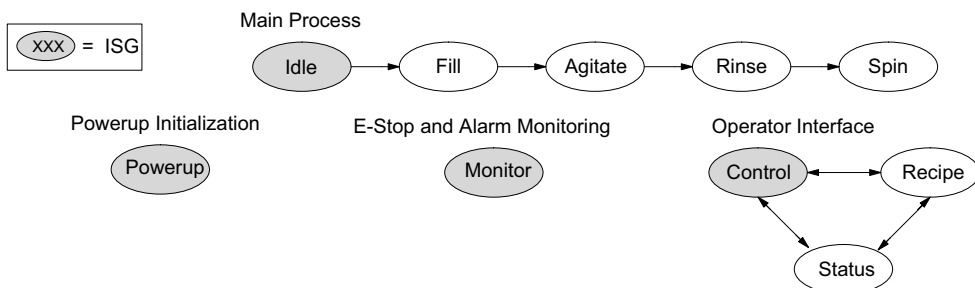 Main Process
XXX = ISG
Idle
Fill
Agitate
Rinse
Spin
Powerup Initialization
E-Stop and Alarm Monitoring
Operator Interface
Powerup
Monitor
Control
Recipe
Status